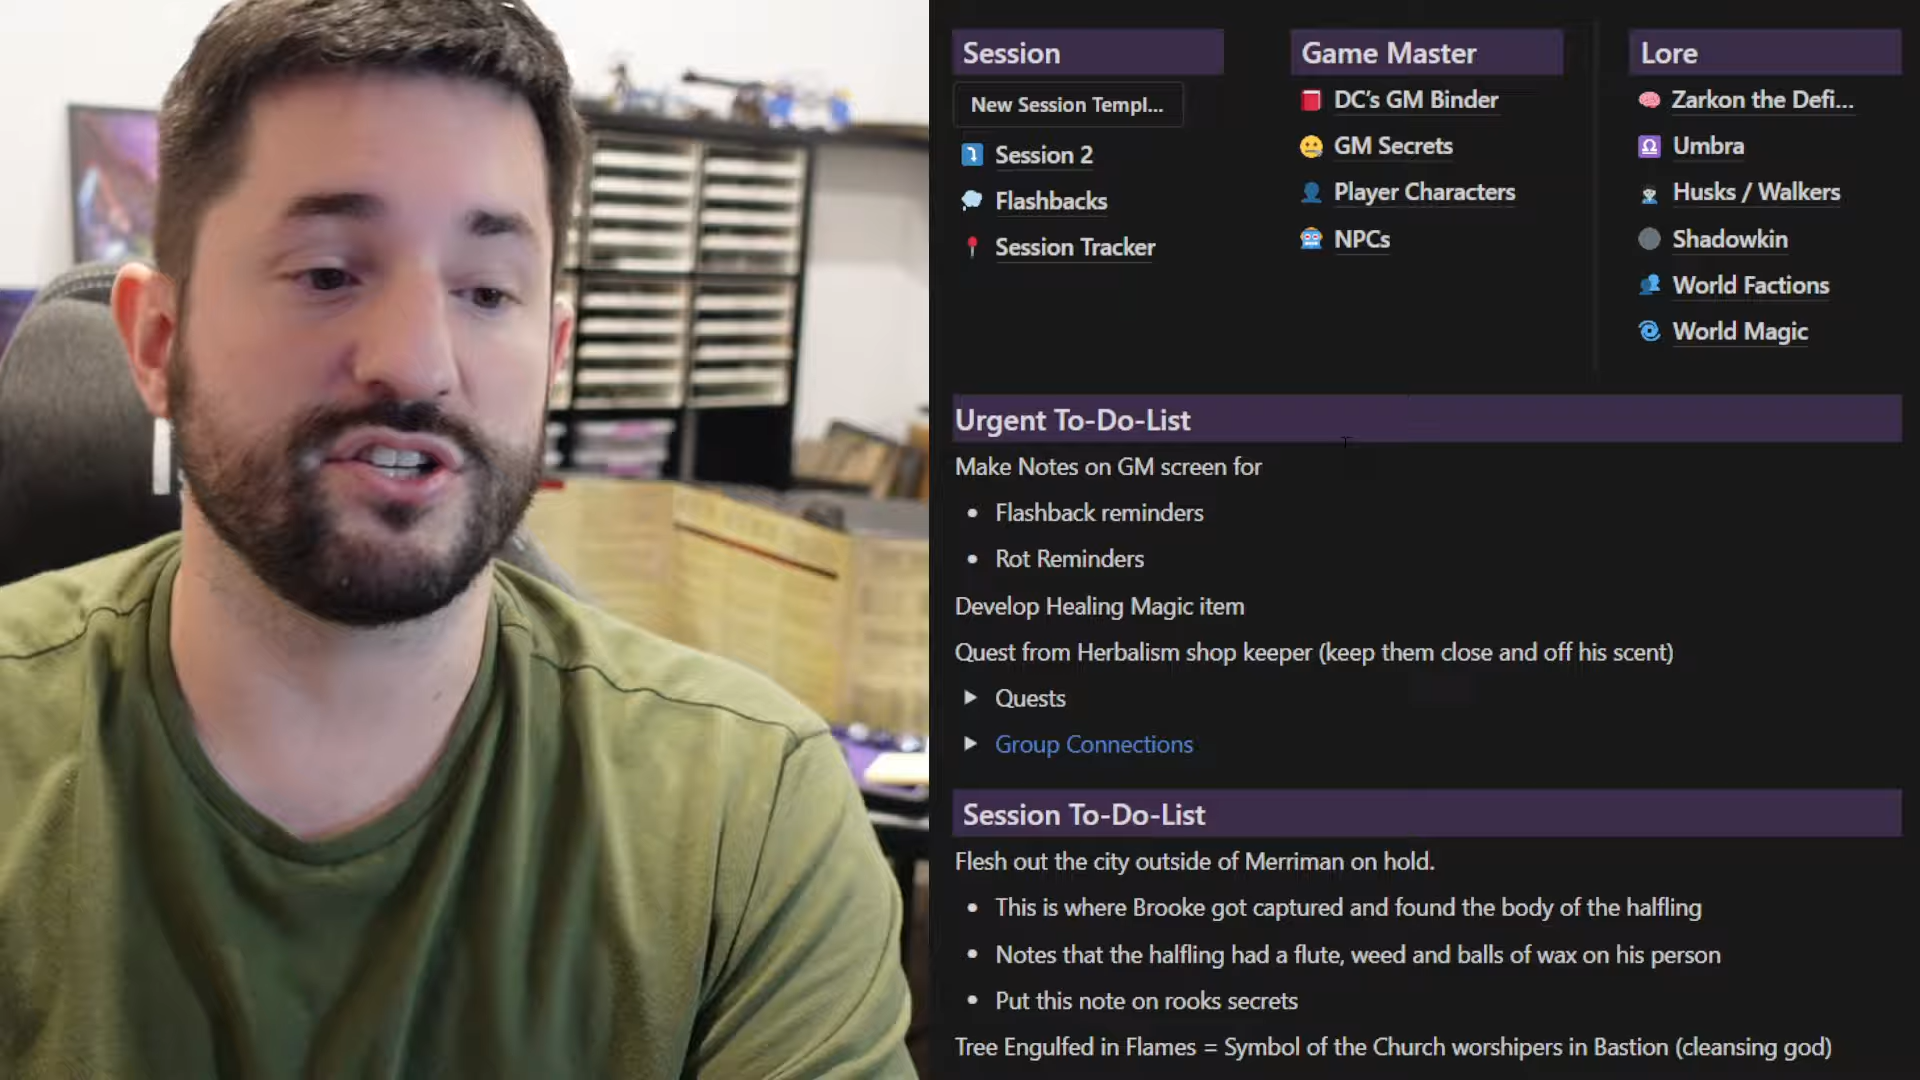 Session
New Session Templ...
Session 2
Flashbacks
Session Tracker
Game Master
DC's GM Binder
GM Secrets
Player Characters
NPCs
Lore
Zarkon the Defi...
Umbra
Husks / Walkers
Shadowkin
World Factions
World Magic
Urgent To-Do-List
Make Notes on GM screen for
• Flashback reminders
• Rot Reminders
Develop Healing Magic item
Quest from Herbalism shop keeper (keep them close and off his scent)
Quests
Group Connections
Session To-Do-List
Flesh out the city outside of Merriman on hold.
• This is where Brooke got captured and found the body of the halfling
• Notes that the halfling had a flute, weed and balls of wax on his person
• Put this note on rooks secrets
Tree Engulfed in Flames = Symbol of the Church worshipers in Bastion (cleansing god)